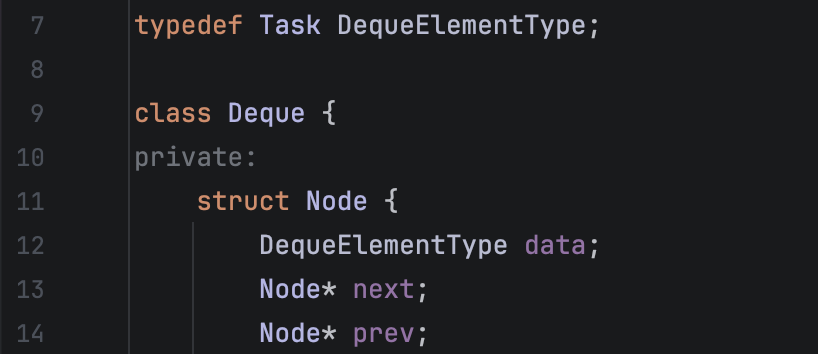 7 typedef Task DequeElementType;
8
9 class Deque {
10 private:
11 struct Node {
12 DequeElementType data;
13 Node* next;
14 Node* prev;